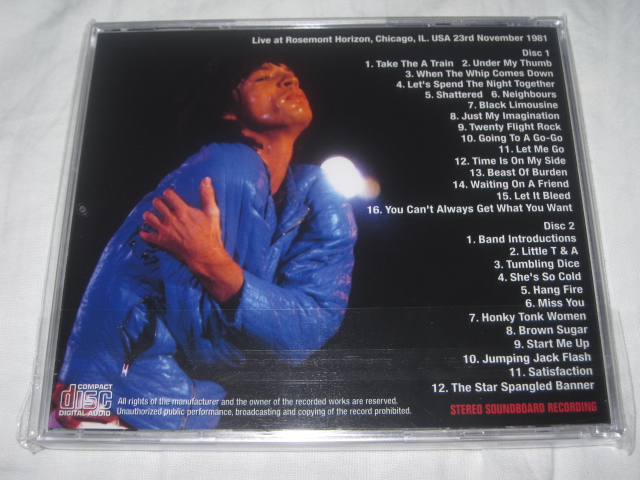 Live at Rosemont Horizon, Chicago, IL. USA 23rd November 1981
Disc 1
1. Take The A Train 2. Under My Thumb
3. When The Whip Comes Down
4. Let's Spend The Night Together
5. Shattered 6. Neighbours
7. Black Limousine
8. Just My Imagination
9. Twenty Flight Rock
10. Going To A Go-Go
11. Let Me Go
12. Time Is On My Side
13. Beast Of Burden
14. Waiting On A Friend
15. Let It Bleed
16. You Can't Always Get What You Want
Disc 2
1. Band Introductions
2. Little T & A
3. Tumbling Dice
4. She's So Cold
5. Hang Fire
6. Miss You
7. Honky Tonk Women
8. Brown Sugar
9. Start Me Up
10. Jumping Jack Flash
11. Satisfaction
12. The Star Spangled Banner
COMPACT
disc
DIGITAL AUDIO
All rights of the manufacturer and the owner of the recorded works are reserved.
Unauthorized public performance, broadcasting and copying of the record prohibited.
STEREO SOUNDBOARD RECORDING